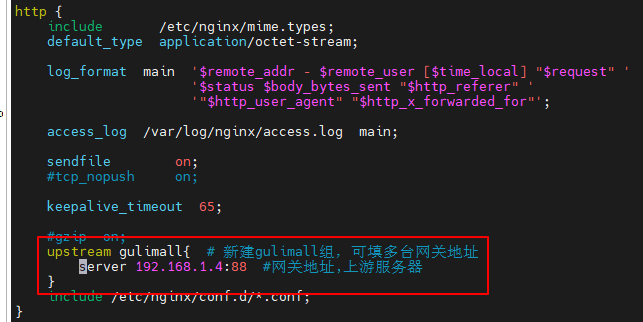 http {
include /etc/nginx/mime.types;
default_type application/octet-stream;
log_format main '$remote_addr - $remote_user [$time_local] "$request" '
'$status $body_bytes_sent "$http_referer" '
'"$http_user_agent" "$http_x_forwarded_for"';
access_log /var/log/nginx/access.log main;
sendfile on;
#tcp_nopush on;
keepalive_timeout 65;
#gzip on;
upstream gulimall{ # 新建gulimall组，可填多台网关地址
server 192.168.1.4:88 #网关地址,上游服务器
}
include /etc/nginx/conf.d/*.conf;
}